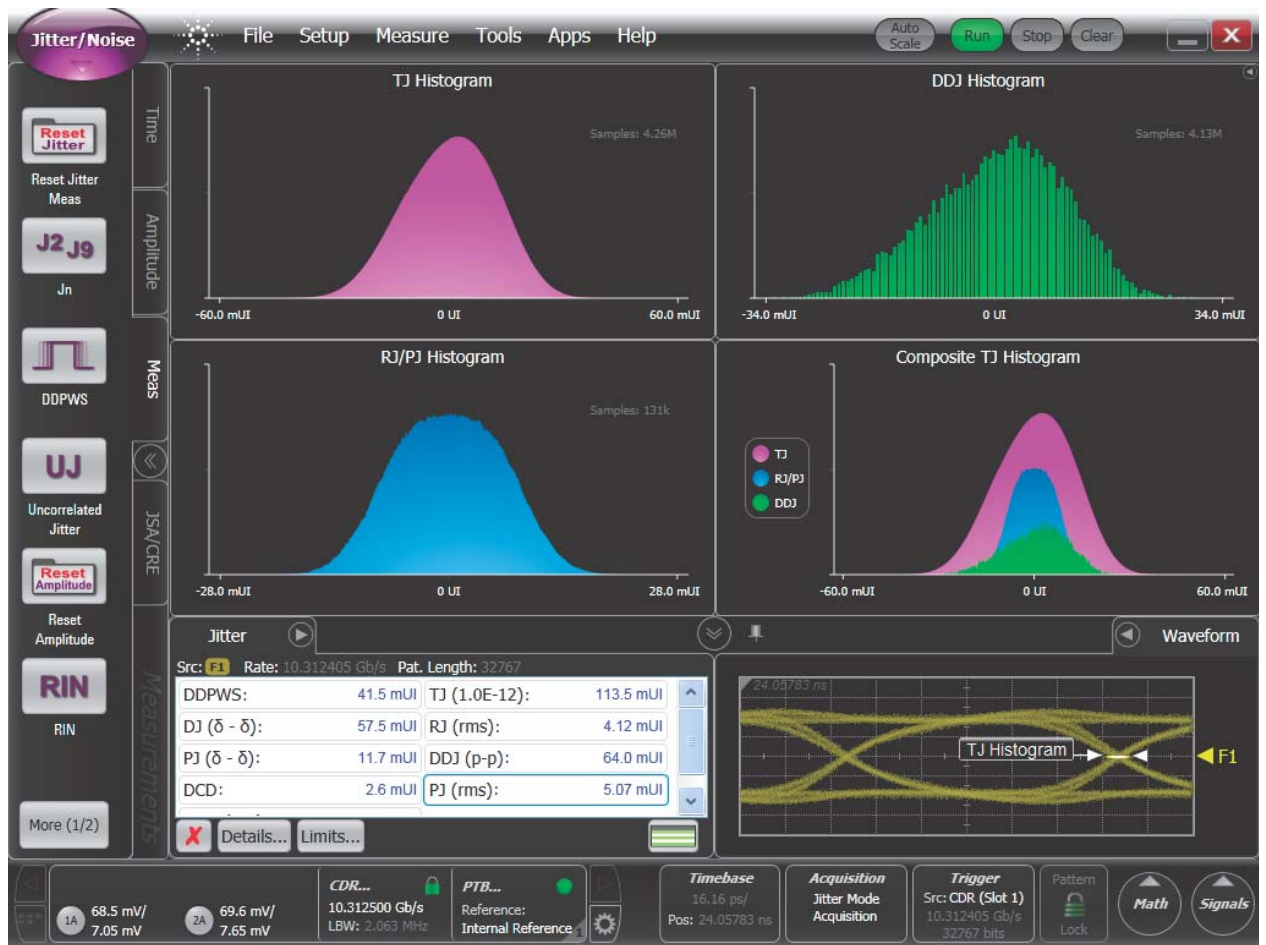 Jitter/Noise
File Setup Measure Tools Apps Help
Auto Scale
Run
Stop
Clear
Reset Jitter
Reset Jitter Meas
J2 J9
Jn
DDPWS
UJ
Uncorrelated Jitter
Reset Amplitude
Reset Amplitude
RIN
RIN
More (1/2)
Time
Amplitude
Meas
JSA/CRE
Measurements
TJ Histogram
Samples: 4.26M
-60.0 mUI 0 UI 60.0 mUI
DDJ Histogram
Samples: 4.13M
-34.0 mUI 0 UI 34.0 mUI
RJ/PJ Histogram
Samples: 131k
-28.0 mUI 0 UI 28.0 mUI
Composite TJ Histogram
TJ
RJ/PJ
DDJ
-60.0 mUI 0 UI 60.0 mUI
Jitter
Src: F1 Rate: 10.312405 Gb/s Pat. Length: 32767
DDPWS: 41.5 mUI TJ (1.0E-12): 113.5 mUI
DJ (δ - δ): 57.5 mUI RJ (rms): 4.12 mUI
PJ (δ - δ): 11.7 mUI DDJ (p-p): 64.0 mUI
DCD: 2.6 mUI PJ (rms): 5.07 mUI
Details... Limits...
Waveform
24.05783 ns
TJ Histogram
F1
1A 68.5 mV/
7.05 mV
2A 69.6 mV/
7.65 mV
CDR...
10.312500 Gb/s
LBW: 2.063 MHz
PTB...
Reference:
Internal Reference
1
Timebase
16.16 ps/
Pos: 24.05783 ns
Acquisition
Jitter Mode
Acquisition
Trigger
Src: CDR (Slot 1)
10.312405 Gb/s
32767 bits
Pattern
Lock
Math
Signals